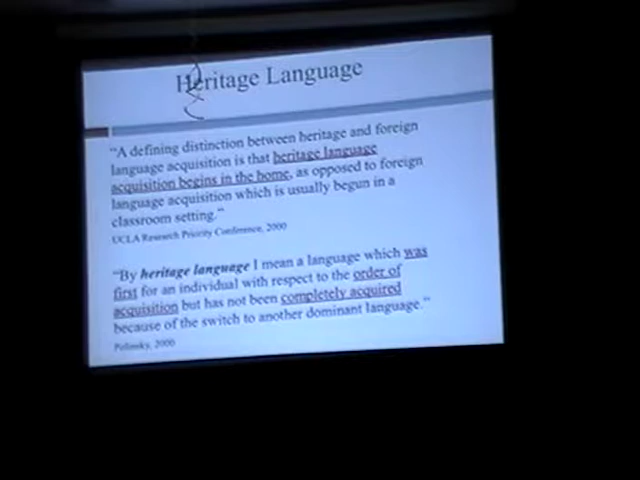 Heritage Language
"A defining distinction between heritage and foreign
language acquisition is that heritage language
acquisition begins in the home, as opposed to foreign
language acquisition which is usually begun in a
classroom setting."
UCLA Research Priority Conference, 2000
"By heritage language I mean a language which was
first for an individual with respect to the order of
acquisition but has not been completely acquired
because of the switch to another dominant language."
Polinsky, 2000